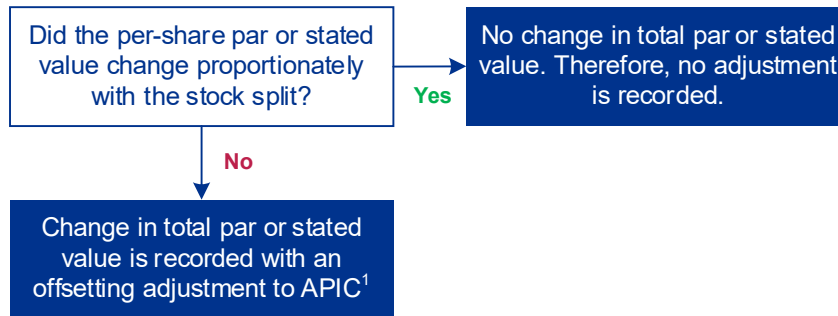 Did the per-share par or stated
value change proportionately
with the stock split?
Yes
No change in total par or stated
value. Therefore, no adjustment
is recorded.
No
Change in total par or stated
value is recorded with an
offsetting adjustment to APIC¹